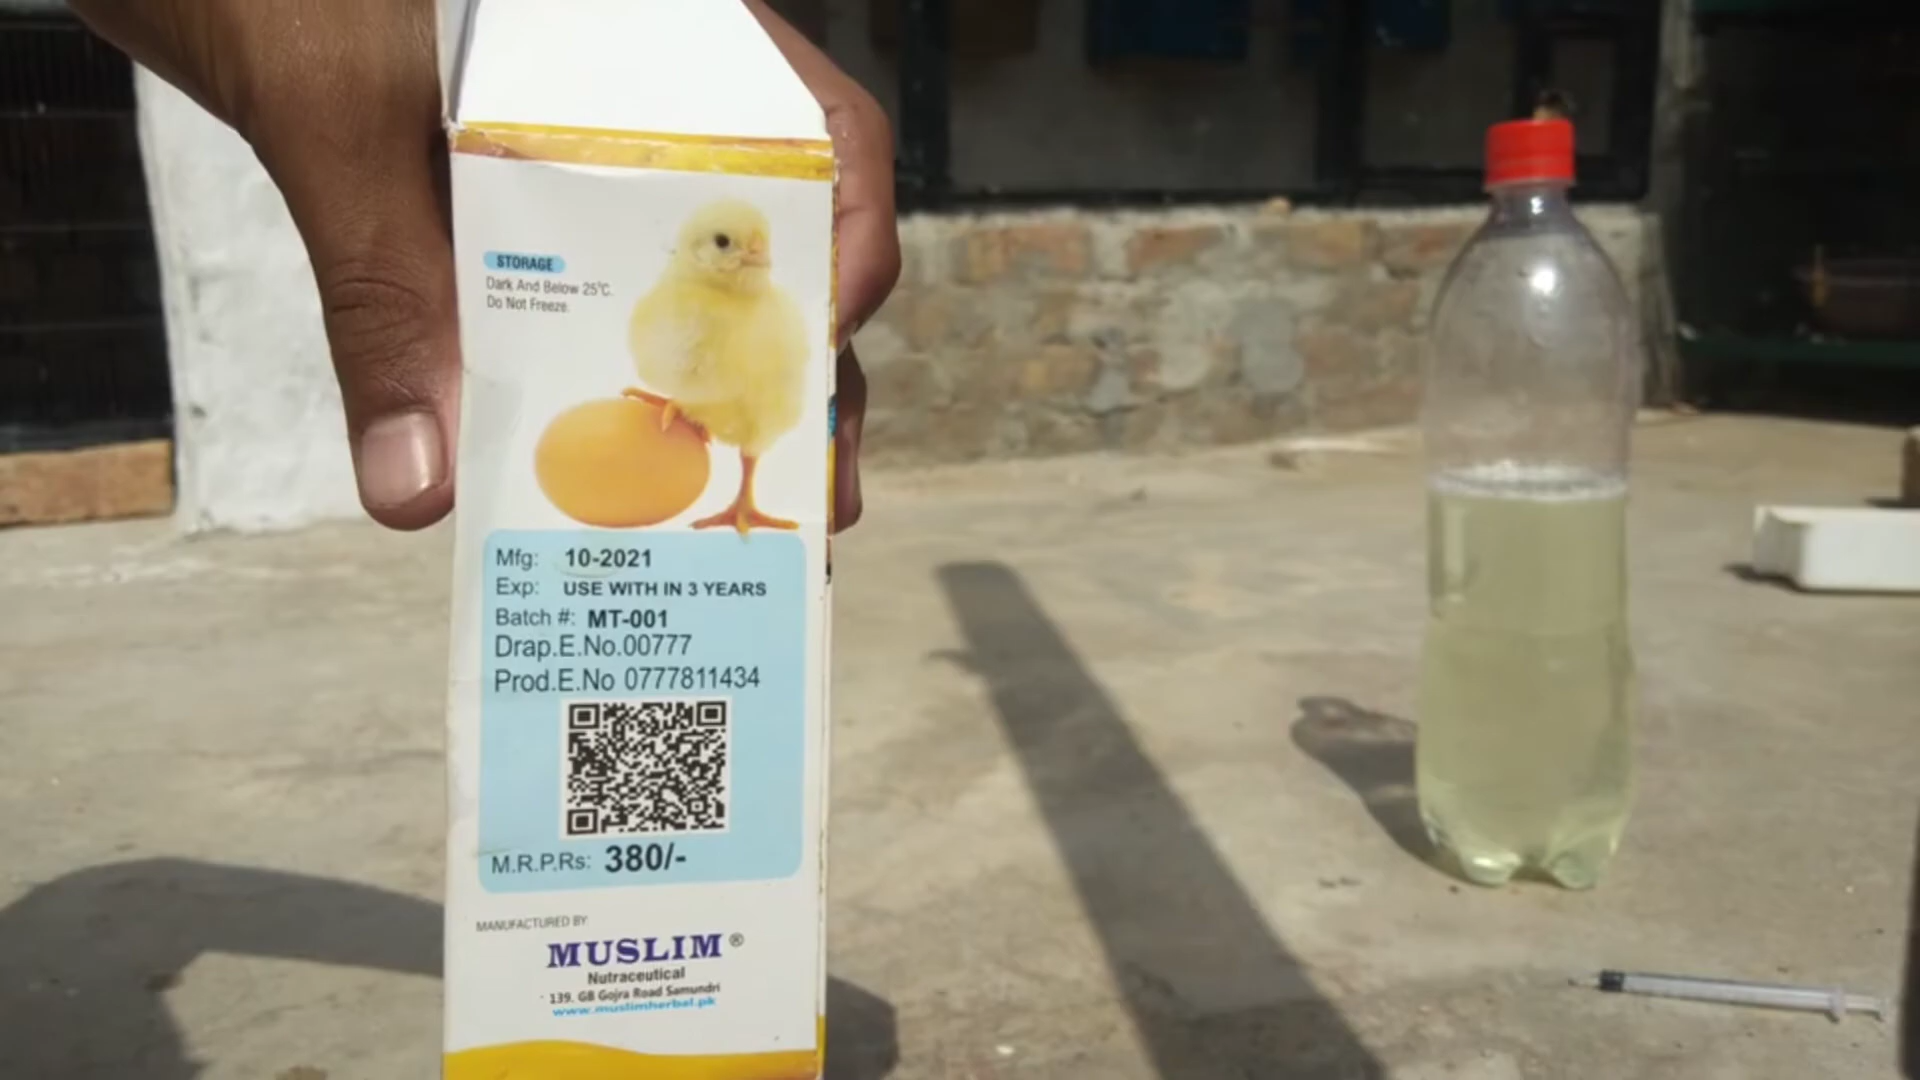 STORAGE
Dark And Below 25°C.
Do Not Freeze.
Mfg: 10-2021
Exp: USE WITH IN 3 YEARS
Batch #: MT-001
Drap.E.No.00777
Prod.E.No 0777811434
M.R.P.Rs: 380/-
MANUFACTURED BY:
MUSLIM ®
Nutraceutical
139. GB Gojra Road Samundri
www.muslimherbal.pk